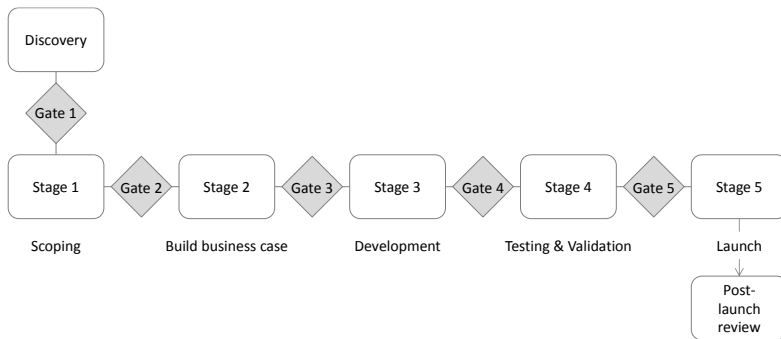 Discovery
Gate 1
Stage 1
Gate 2
Stage 2
Gate 3
Stage 3
Gate 4
Stage 4
Gate 5
Stage 5
Scoping
Build business case
Development
Testing & Validation
Launch
Post-
launch
review